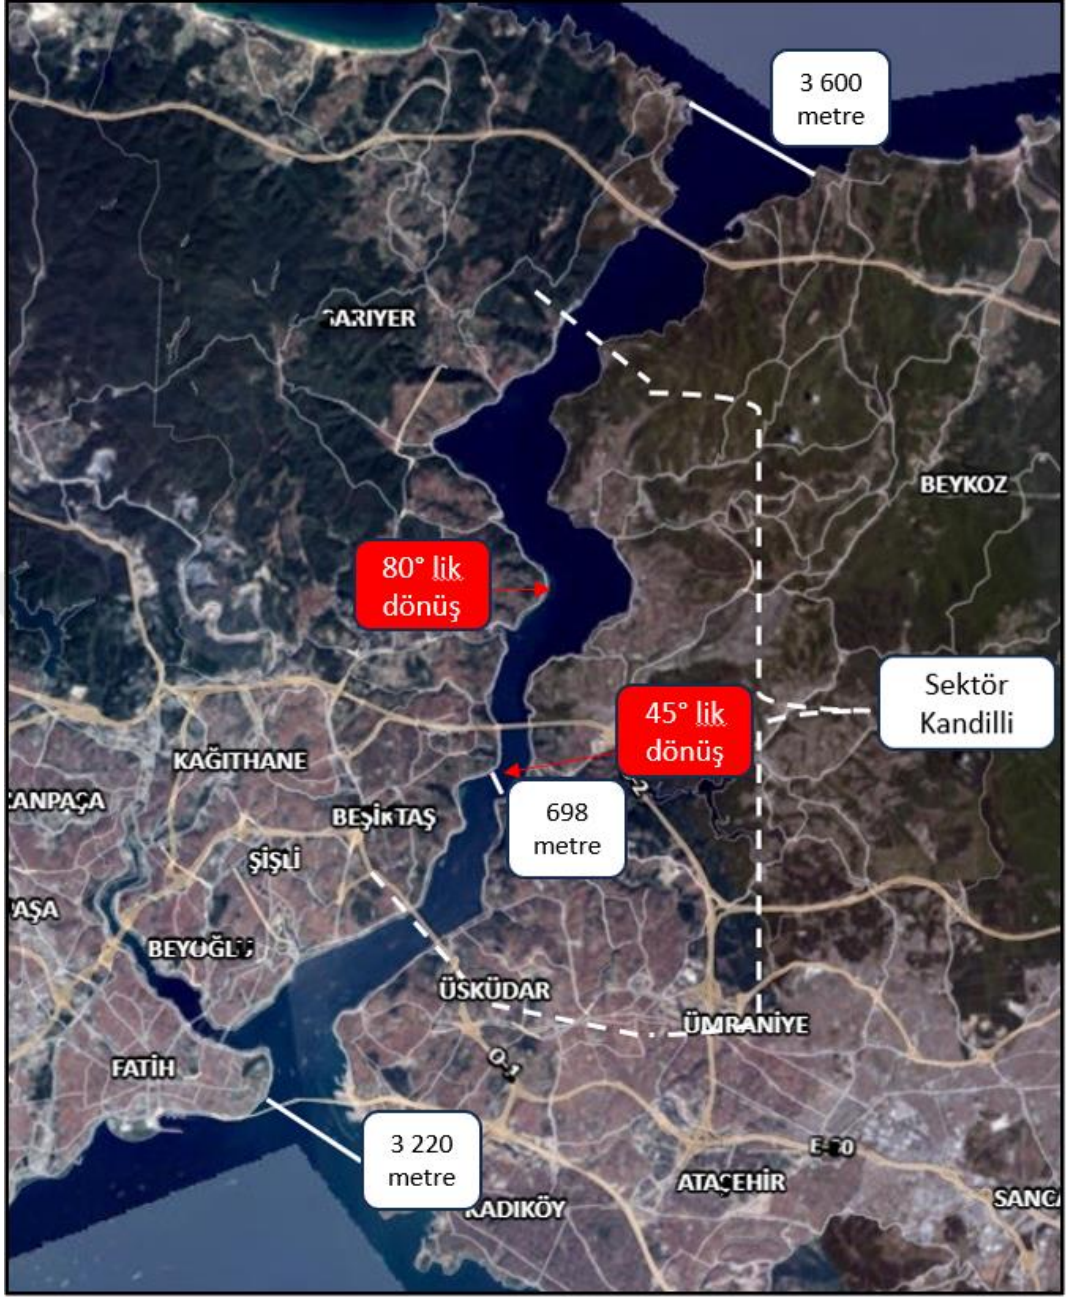 3 600
metre
SARIYER
BEYKOZ
80° lik
dönüş
Sektör
Kandilli
45° lik
dönüş
KAĞITHANE
698
metre
BEŞİKTAŞ
ŞİŞLİ
BEYOĞLU
ÜSKÜDAR
ÜMRANİYE
FATİH
O-1
3 220
metre
E-80
ATAŞEHİR
KADIKÖY